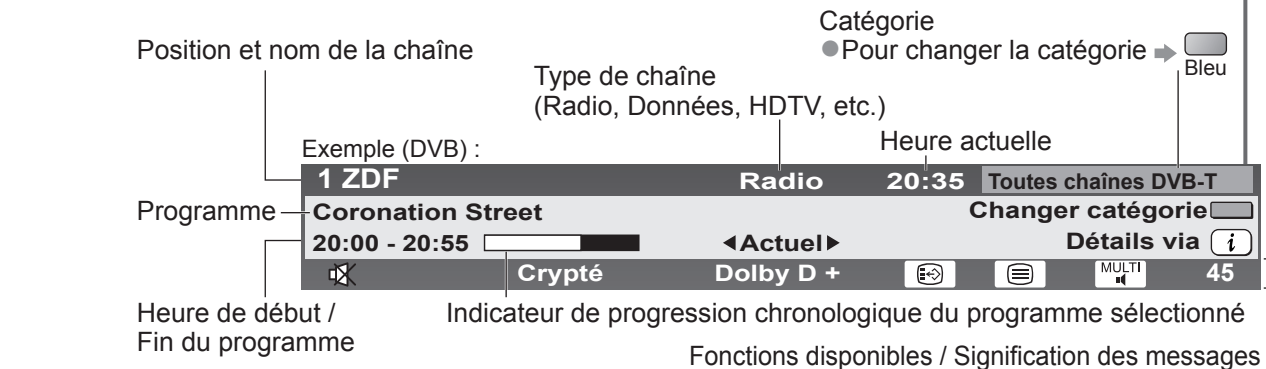 Catégorie
●Pour changer la catégorie
Bleu
Position et nom de la chaîne
Type de chaîne
(Radio, Données, HDTV, etc.)
Heure actuelle
Exemple (DVB) :
1 ZDF Radio 20:35 Toutes chaînes DVB-T
Programme
Coronation Street Changer catégorie
20:00 - 20:55 ◀Actuel▶ Détails via i
Crypté Dolby D + MULTI 45
Heure de début /
Fin du programme
Indicateur de progression chronologique du programme sélectionné
Fonctions disponibles / Signification des messages